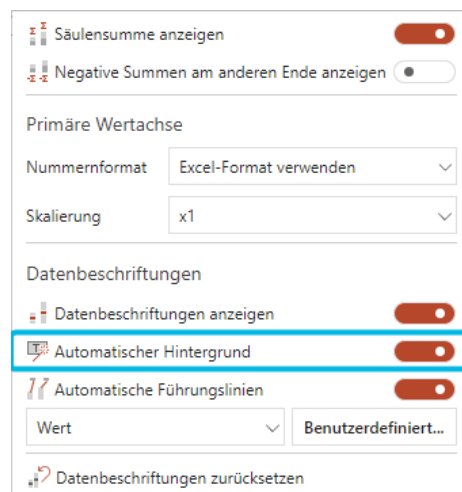 Säulensumme anzeigen
Negative Summen am anderen Ende anzeigen
Primäre Wertachse
Nummernformat Excel-Format verwenden
Skalierung x1
Datenbeschriftungen
Datenbeschriftungen anzeigen
Automatischer Hintergrund
Automatische Führungslinien
Wert Benutzerdefiniert...
Datenbeschriftungen zurücksetzen